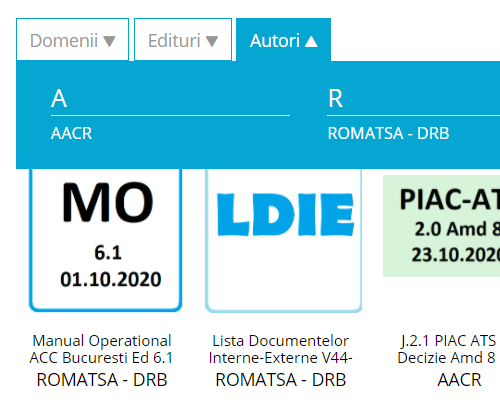 Domenii ▼ Edituri ▼ Autori ▲
A R
AACR ROMATSA - DRB
MO
6.1
01.10.2020
LDIE
PIAC-AT
2.0 Amd 8
23.10.2020
Manual Operational
ACC Bucuresti Ed 6.1
ROMATSA - DRB
Lista Documentelor
Interne-Externe V44-
ROMATSA - DRB
J.2.1 PIAC ATS
Decizie Amd 8
AACR